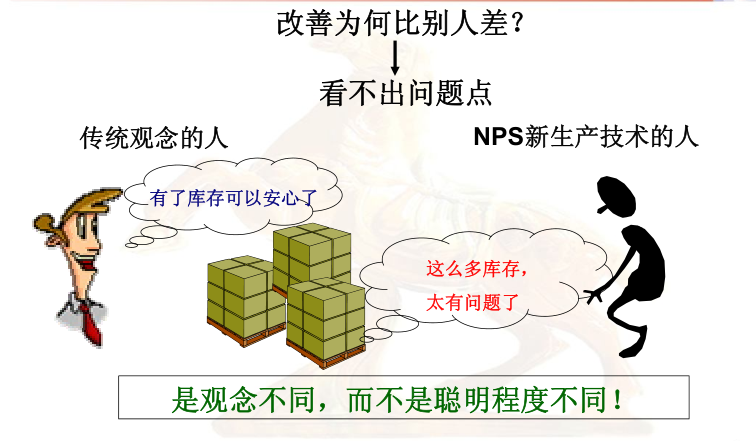 改善为何比别人差？
看不出问题点
传统观念的人
NPS新生产技术的人
有了库存可以安心了
这么多库存，
太有问题了
是观念不同，而不是聪明程度不同！